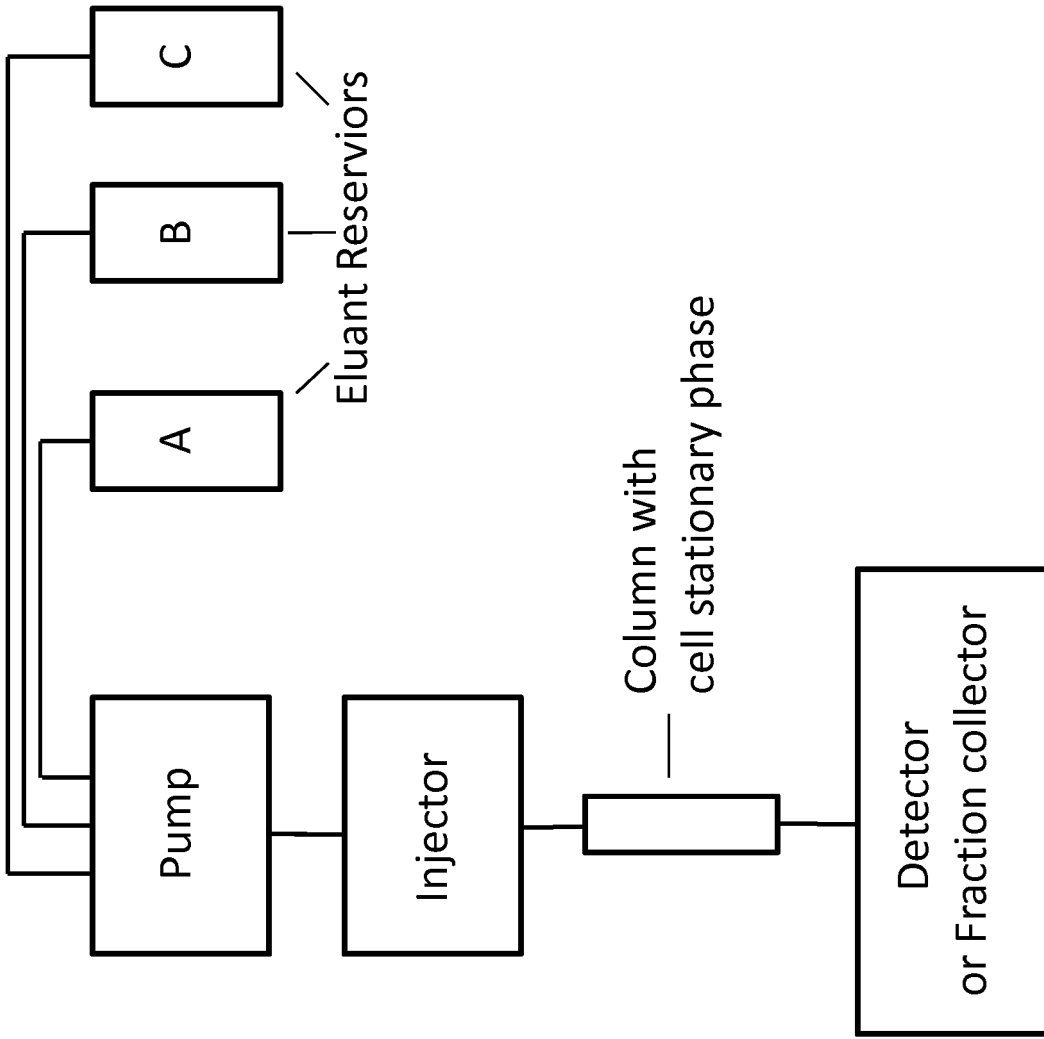 A
B
C
Eluant Reserviors
Pump
Injector
Column with
cell stationary phase
Detector
or Fraction collector